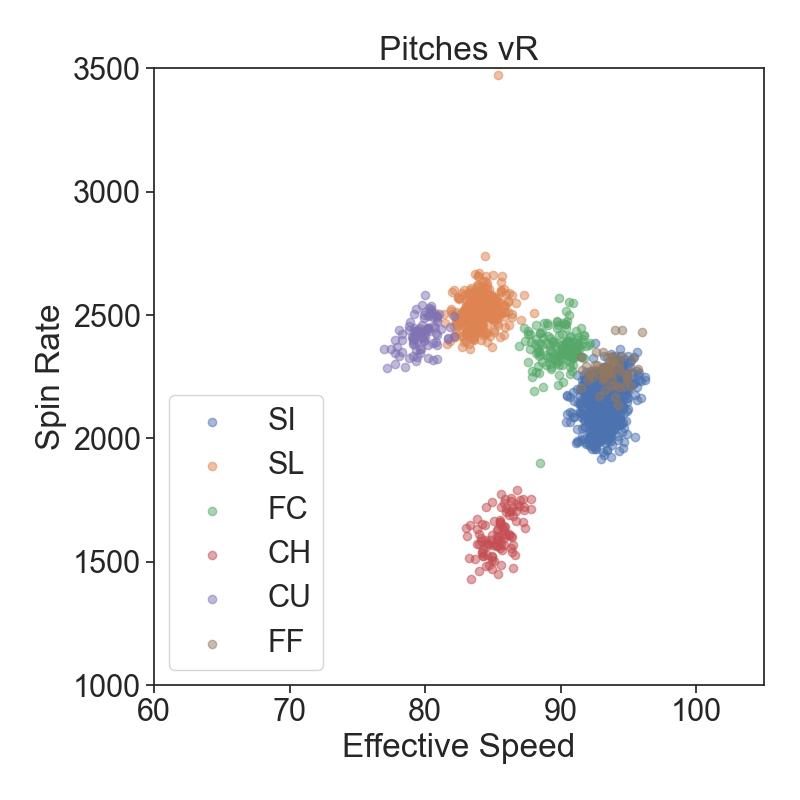 Pitches vR
3500
3000
2500
2000
1500
1000
Spin Rate
SI
SL
FC
CH
CU
FF
60 70 80 90 100
Effective Speed